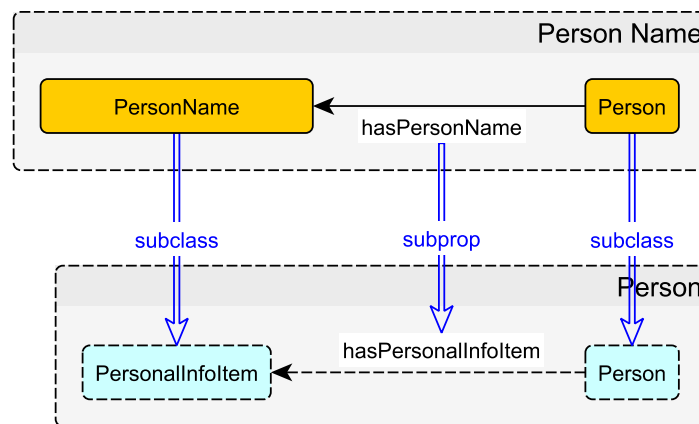 Person Name
PersonName
Person
hasPersonName
subclass
subprop
subclass
Person
hasPersonalInfoItem
PersonalInfoItem
Person